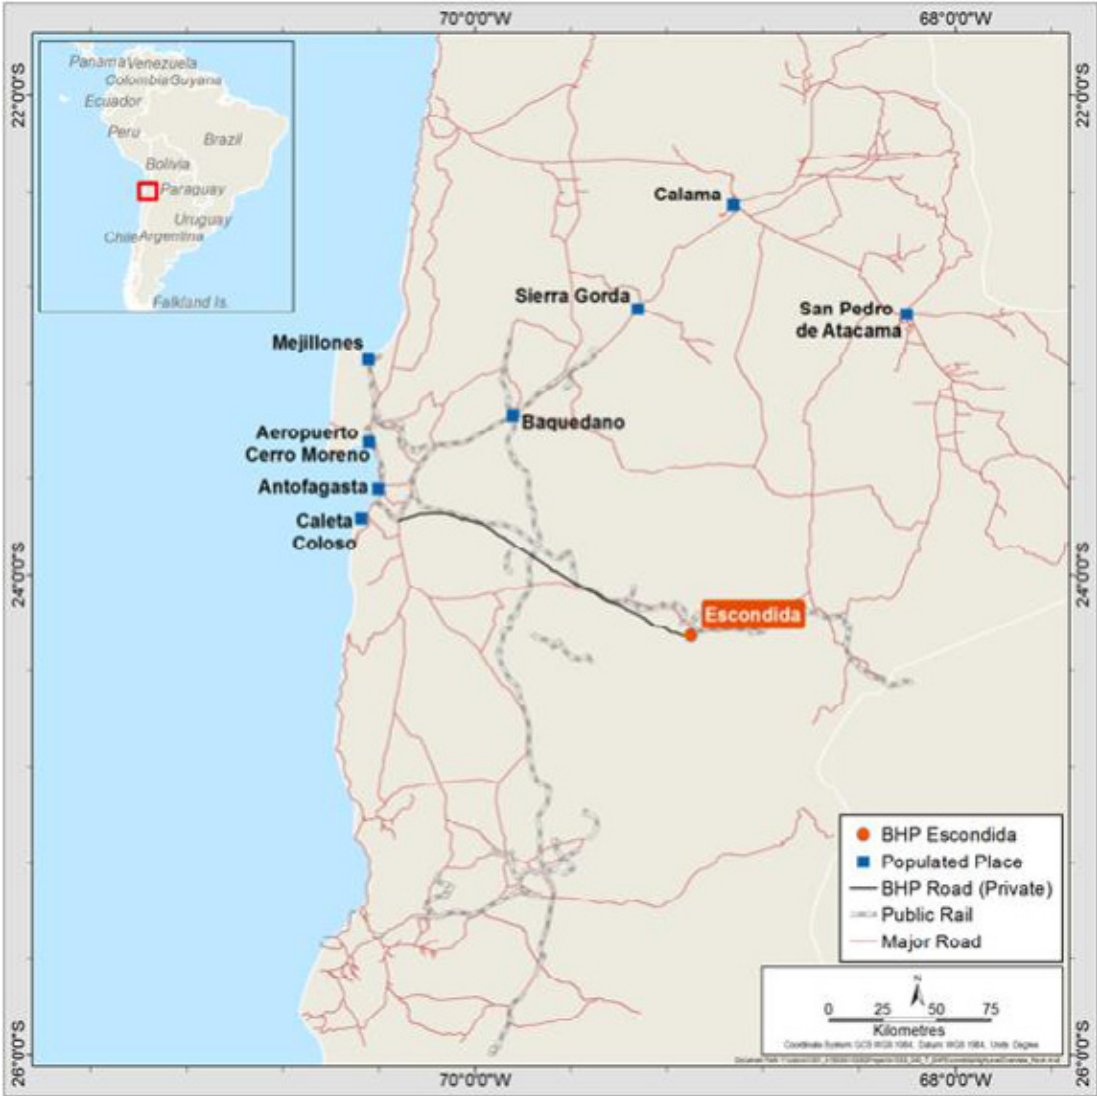 70°0'0"W
68°0'0"W
22°0'0"S
22°0'0"S
Panama Venezuela
Colombia Guyana
Ecuador
Peru
Brazil
Bolivia
Paraguay
Uruguay
Chile Argentina
Falkland Is.
Calama
Sierra Gorda
San Pedro
de Atacama
Mejillones
Baquedano
Aeropuerto
Cerro Moreno
Antofagasta
Caleta
Coloso
24°0'0"S
24°0'0"S
Escondida
BHP Escondida
Populated Place
BHP Road (Private)
Public Rail
Major Road
N
0 25 50 75
Kilometres
Coordinate System: GCS WGS 1984, Datum: WGS 1984, Units: Degree
26°0'0"S
26°0'0"S
70°0'0"W
68°0'0"W